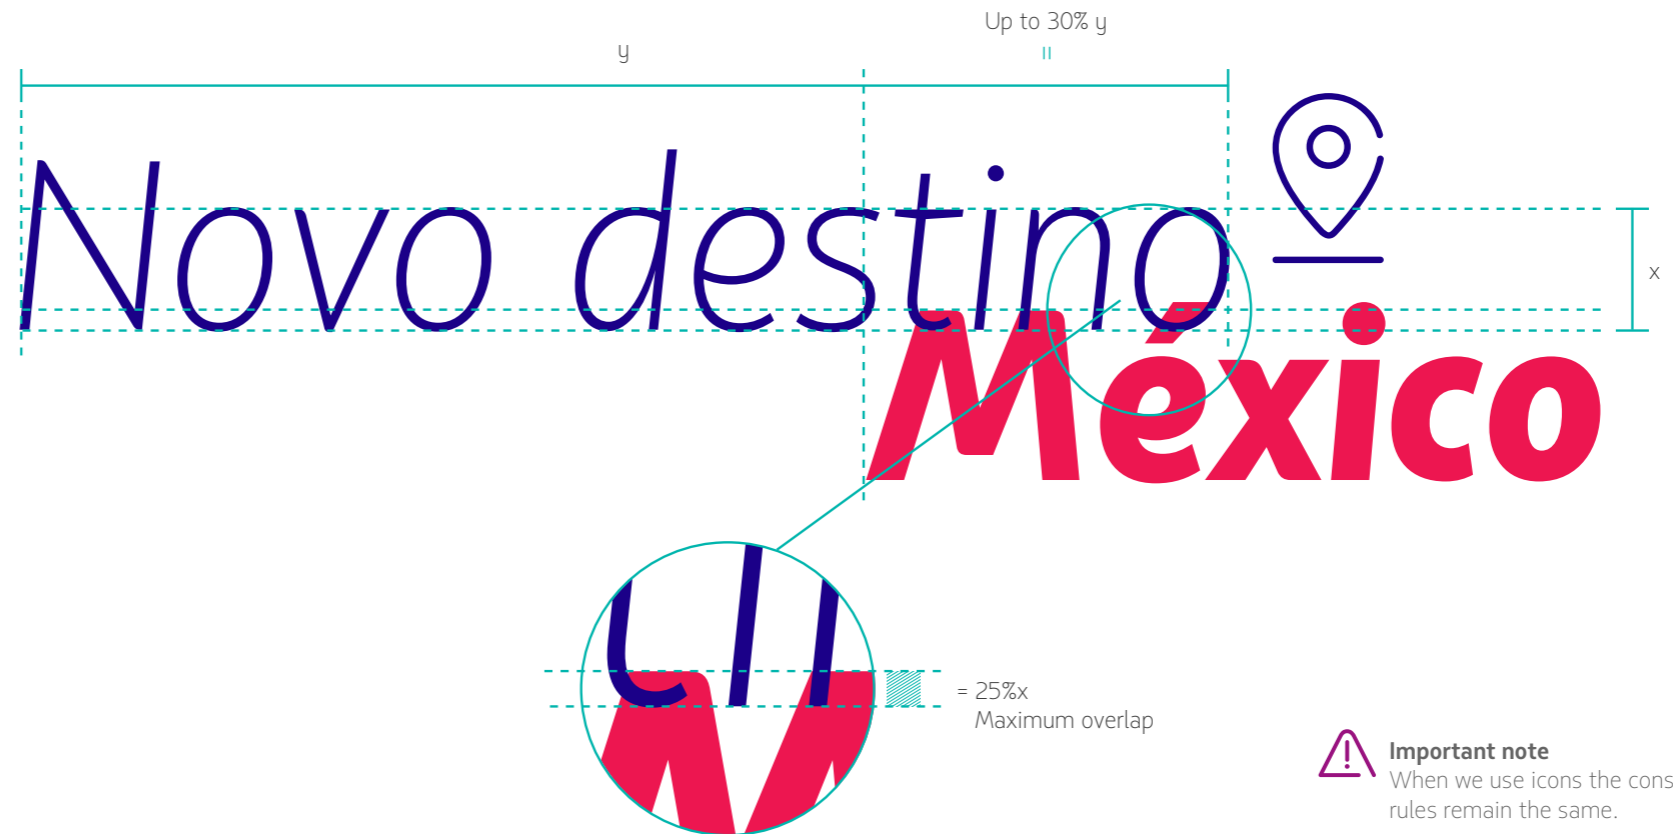 Up to 30% y
=
y
Novo destino
x
México
= 25%x
Maximum overlap
Important note
When we use icons the cons
rules remain the same.